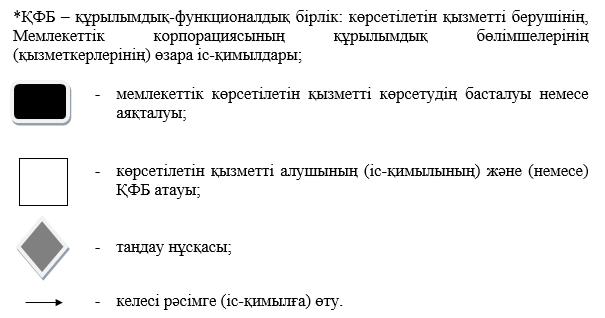 *ҚФБ – құрылымдық-функционалдық бірлік: көрсетілетін қызметті берушінің,
Мемлекеттік корпорациясының құрылымдық бөлімшелерінің
(қызметкерлерінің) өзара іс-қимылдары;
- мемлекеттік көрсетілетін қызметті көрсетудің басталуы немесе
аяқталуы;
- көрсетілетін қызметті алушының (іс-қимылының) және (немесе)
ҚФБ атауы;
- таңдау нұсқасы;
- келесі рәсімге (іс-қимылға) өту.